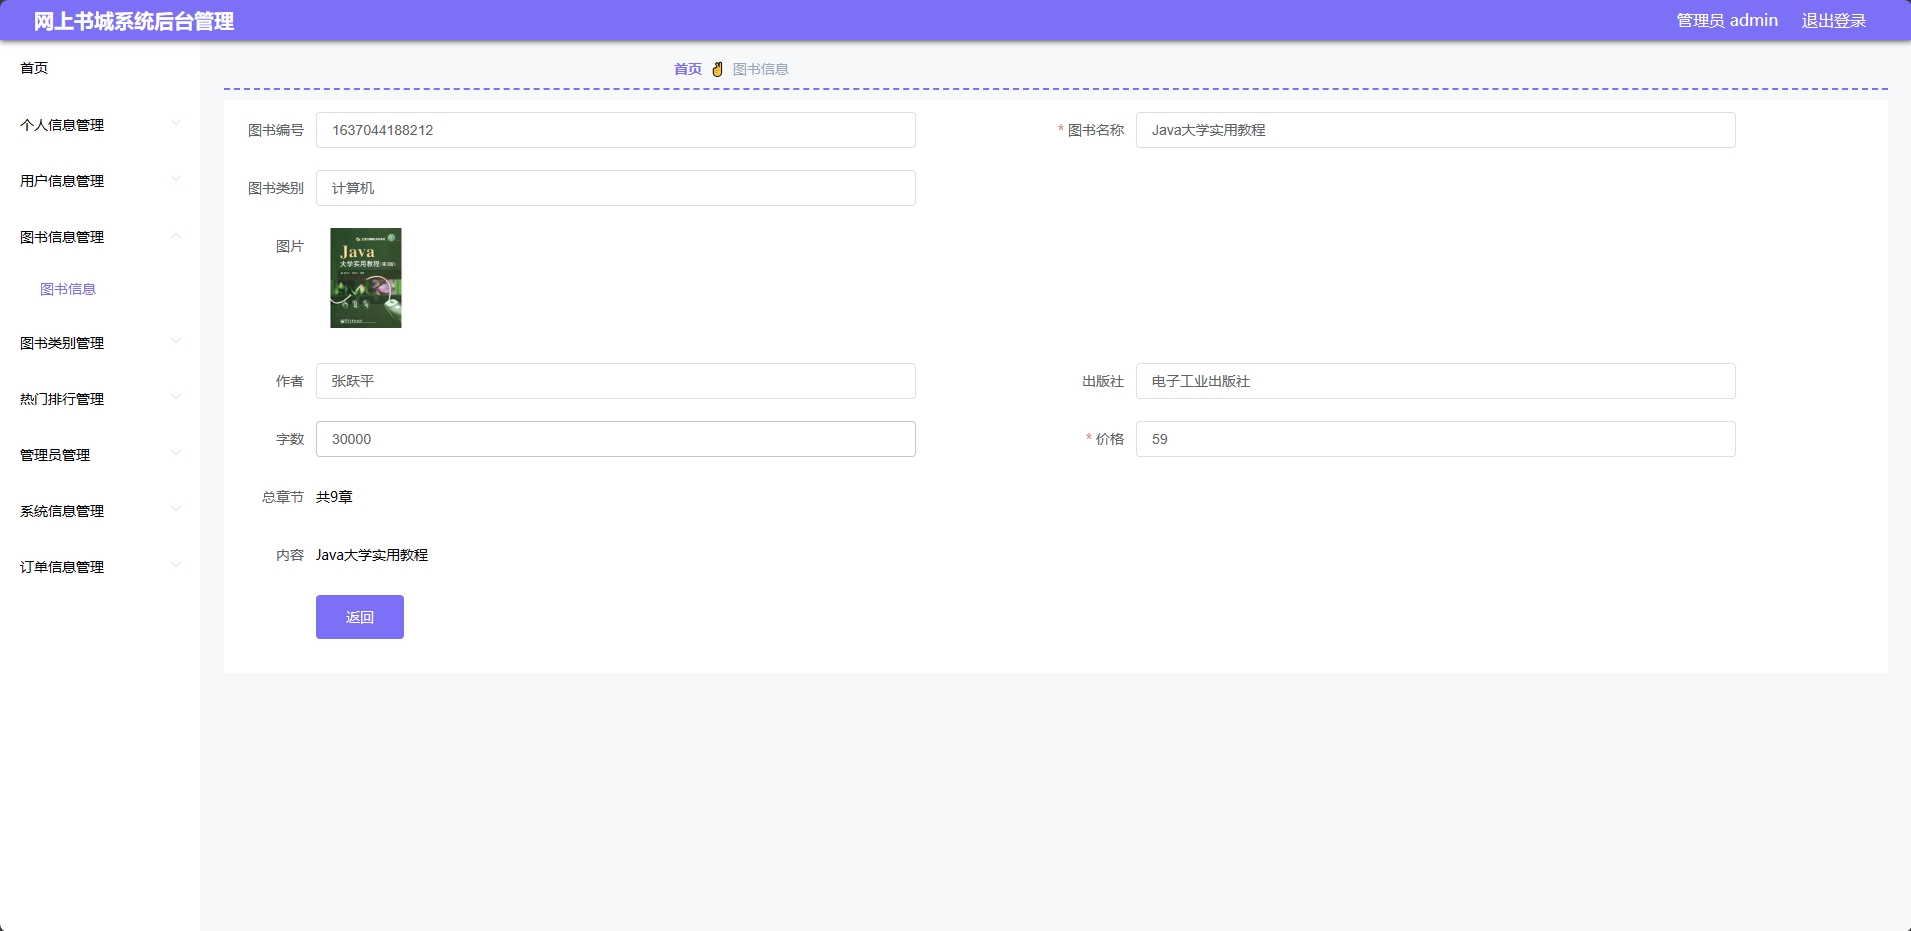 网上书城系统后台管理
管理员 admin 退出登录
首页
个人信息管理
用户信息管理
图书信息管理
图书信息
图书类别管理
热门排行管理
管理员管理
系统信息管理
订单信息管理
首页 ✌ 图书信息
图书编号 1637044188212
* 图书名称 Java大学实用教程
图书类别 计算机
图片
Java
大学实用教程(第3版)
作者 张跃平
出版社 电子工业出版社
字数 30000
* 价格 59
总章节 共9章
内容 Java大学实用教程
返回